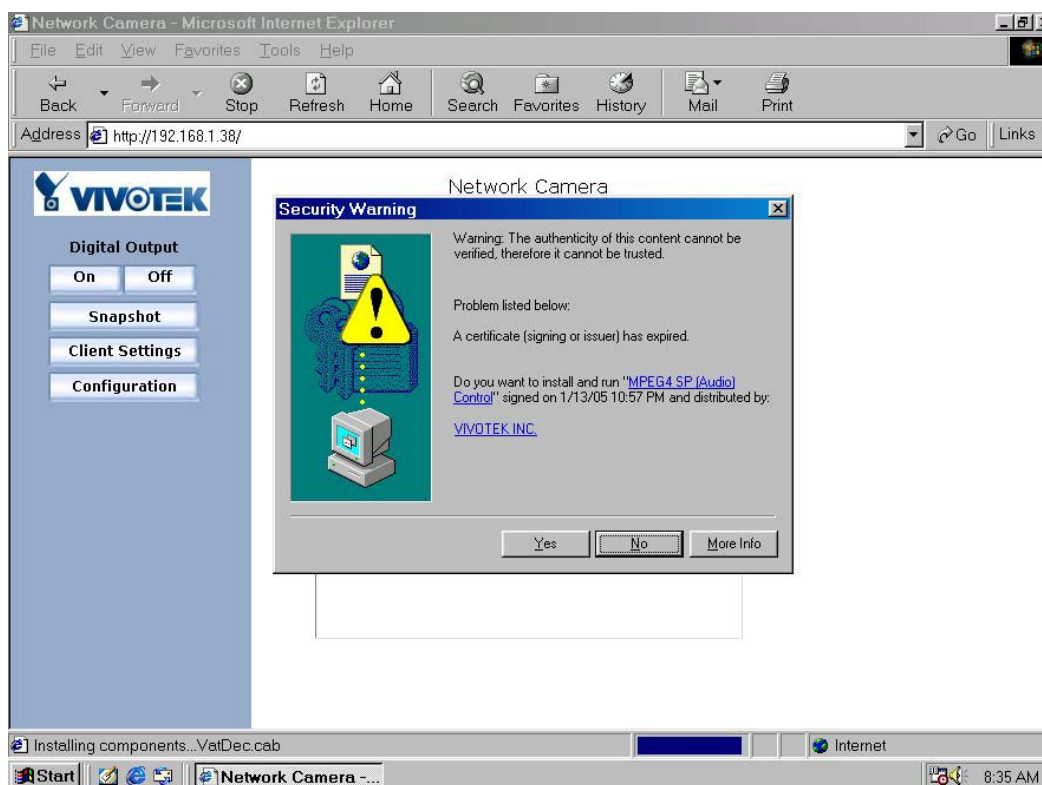 Network Camera - Microsoft Internet Explorer
File Edit View Favorites Tools Help
Back Forward Stop Refresh Home Search Favorites History Mail Print
Address http://192.168.1.38/ Go Links
VIVOTEK
Network Camera
Digital Output
On Off
Snapshot
Client Settings
Configuration
Security Warning
Warning: The authenticity of this content cannot be
verified, therefore it cannot be trusted.
Problem listed below:
A certificate (signing or issuer) has expired.
Do you want to install and run "MPEG4 SP (Audio)
Control" signed on 1/13/05 10:57 PM and distributed by:
VIVOTEK INC.
Yes No More Info
Installing components...VatDec.cab Internet
Start Network Camera -... 8:35 AM